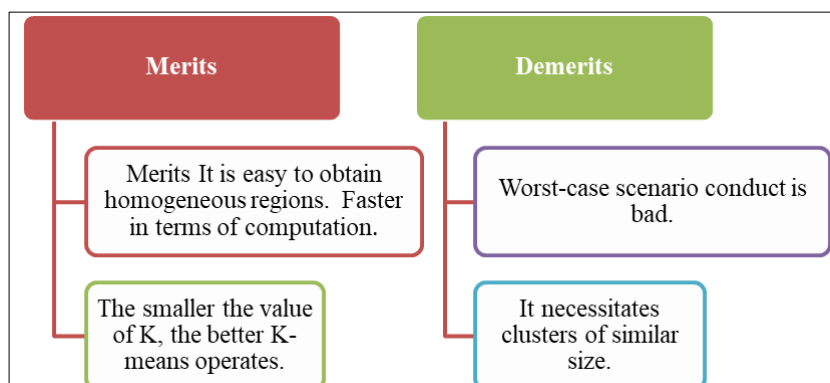 Merits
Merits It is easy to obtain
homogeneous regions. Faster
in terms of computation.
The smaller the value
of K, the better K-
means operates.
Demerits
Worst-case scenario conduct is
bad.
It necessitates
clusters of similar
size.